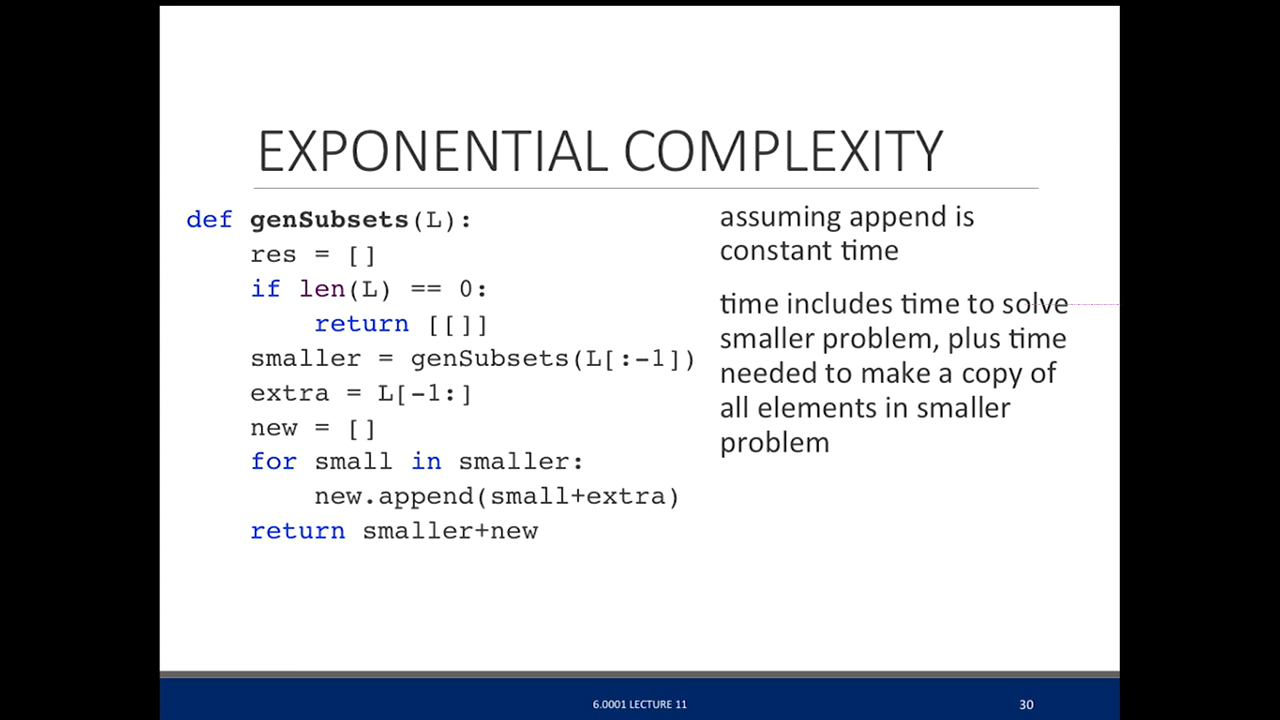 EXPONENTIAL COMPLEXITY
def genSubsets(L):
    res = []
    if len(L) == 0:
        return [[]]
    smaller = genSubsets(L[:-1])
    extra = L[-1:]
    new = []
    for small in smaller:
        new.append(small+extra)
    return smaller+new
assuming append is
constant time
time includes time to solve
smaller problem, plus time
needed to make a copy of
all elements in smaller
problem
6.0001 LECTURE 11
30